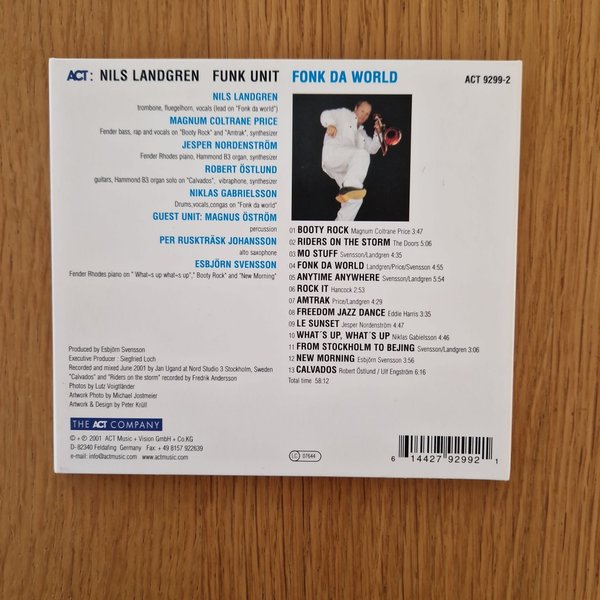 ACT: NILS LANDGREN FUNK UNIT FONK DA WORLD
ACT 9299-2
NILS LANDGREN
trombone, fluegelhorn, vocals (lead on "Fonk da world")
MAGNUM COLTRANE PRICE
Fender bass, rap and vocals on "Booty Rock" and "Amtrak", synthesizer
JESPER NORDENSTRÖM
Fender Rhodes piano, Hammond B3 organ, synthesizer
ROBERT ÖSTLUND
guitars, Hammond B3 organ solo on "Calvados", vibraphone, synthesizer
NIKLAS GABRIELSSON
Drums,vocals,congas on "Fonk da world"
GUEST UNIT: MAGNUS ÖSTRÖM
percussion
PER RUSKTRÄSK JOHANSSON
alto saxophone
ESBJÖRN SVENSSON
Fender Rhodes piano on " What=s up what=s up"," Booty Rock" and "New Morning"
01 BOOTY ROCK Magnum Coltrane Price 3:47
02 RIDERS ON THE STORM The Doors 5:06
03 MO STUFF Svensson/Landgren 4:35
04 FONK DA WORLD Landgren/Price/Svensson 4:55
05 ANYTIME ANYWHERE Svensson/Landgren 5:54
06 ROCK IT Hancock 2:53
07 AMTRAK Price/Landgren 4:29
08 FREEDOM JAZZ DANCE Eddie Harris 3:36
09 LE SUNSET Jesper Nordenström 4:47
10 WHAT´S UP, WHAT´S UP Niklas Gabielsson 4:46
11 FROM STOCKHOLM TO BEJING Svensson/Landgren 3:06
12 NEW MORNING Esbjörn Svensson 3:56
13 CALVADOS Robert Östlund / Ulf Engström 6:16
Total time 58:12
Produced by Esbjörn Svensson
Executive Producer : Siegfried Loch
Recorded and mixed June 2001 by Jan Ugand at Nord Studio 3 Stockholm, Sweden
"Calvados" and "Riders on the storm" recorded by Fredrik Andersson
Photos by Lutz Voigtländer
Artwork Photo by Michael Jostmeier
Artwork & Design by Peter Krüll
THE ACT COMPANY
© + ℗ 2001 ACT Music + Vision GmbH + Co.KG
D- 82340 Feldafing Germany Fax + 49 8157 922639
e-mail: info@actmusic.com www.actmusic.com
LC 07644
6 14427 92992 1